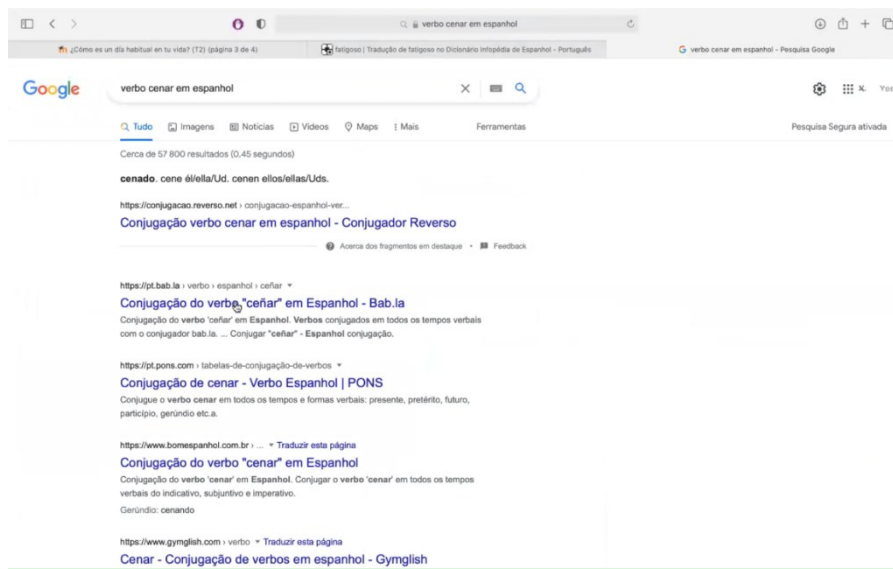 verbo cenar em espanhol
¿Cómo es un día habitual en tu vida? (T2) (página 3 de 4)
fatigoso | Tradução de fatigoso no Dicionário Infopédia de Espanhol - Português
verbo cenar em espanhol - Pesquisa Google
Google
verbo cenar em espanhol
Tudo Imagens Notícias Vídeos Maps Mais Ferramentas Pesquisa Segura ativada
Cerca de 57 800 resultados (0,45 segundos)
cenado. cene él/ella/Ud. cenen ellos/ellas/Uds.
https://conjugacao.reverso.net › conjugacao-espanhol-ver...
Conjugação verbo cenar em espanhol - Conjugador Reverso
Acerca dos fragmentos em destaque • Feedback
https://pt.bab.la › verbo › espanhol › ceñar
Conjugação do verbo "ceñar" em Espanhol - Bab.la
Conjugação do verbo 'ceñar' em Espanhol. Verbos conjugados em todos os tempos verbais
com o conjugador bab.la. ... Conjugar "ceñar" - Espanhol conjugação.
https://pt.pons.com › tabelas-de-conjugação-de-verbos
Conjugação de cenar - Verbo Espanhol | PONS
Conjugue o verbo cenar em todos os tempos e formas verbais: presente, pretérito, futuro,
particípio, gerúndio etc.a.
https://www.bomespanhol.com.br › ... Traduzir esta página
Conjugação do verbo "cenar" em Espanhol
Conjugação do verbo 'cenar' em Espanhol. Conjugar o verbo 'cenar' em todos os tempos
verbais do indicativo, subjuntivo e imperativo.
Gerúndio: cenando
https://www.gymglish.com › verbo Traduzir esta página
Cenar - Conjugação de verbos em espanhol - Gymglish